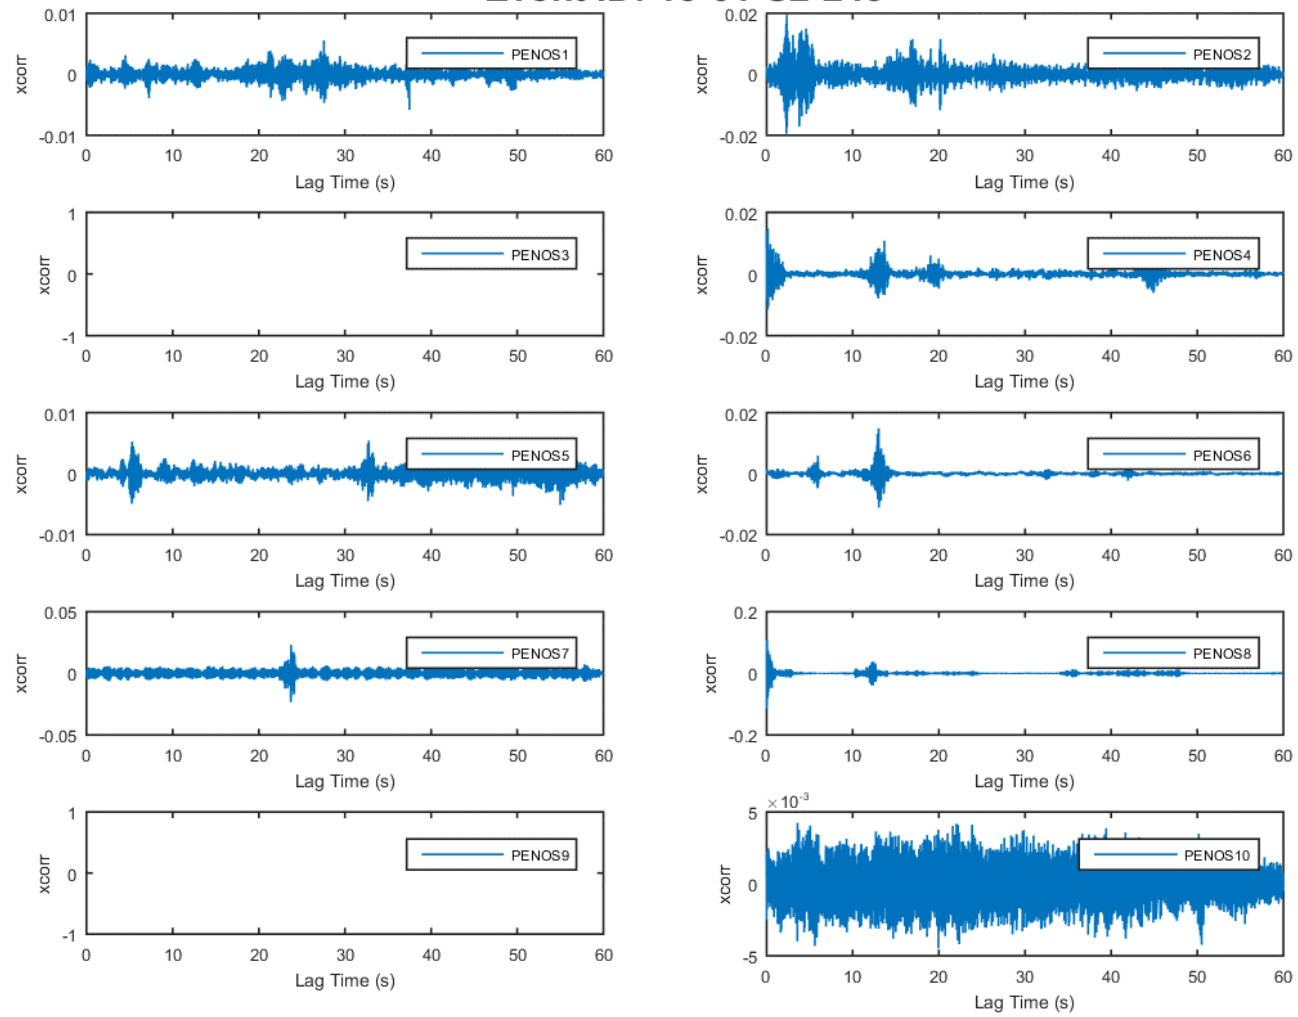 0.01 0.02
xcorr 0 PENOS1 xcorr 0 PENOS2
-0.01 -0.02
0 10 20 30 40 50 60 0 10 20 30 40 50 60
Lag Time (s) Lag Time (s)
1 0.02
xcorr 0 PENOS3 xcorr 0 PENOS4
-1 -0.02
0 10 20 30 40 50 60 0 10 20 30 40 50 60
Lag Time (s) Lag Time (s)
0.01 0.02
xcorr 0 PENOS5 xcorr 0 PENOS6
-0.01 -0.02
0 10 20 30 40 50 60 0 10 20 30 40 50 60
Lag Time (s) Lag Time (s)
0.05 0.2
xcorr 0 PENOS7 xcorr 0 PENOS8
-0.05 -0.2
0 10 20 30 40 50 60 0 10 20 30 40 50 60
Lag Time (s) Lag Time (s)
1 5 ×10⁻³
xcorr 0 PENOS9 xcorr 0 PENOS10
-1 -5
0 10 20 30 40 50 60 0 10 20 30 40 50 60
Lag Time (s) Lag Time (s)